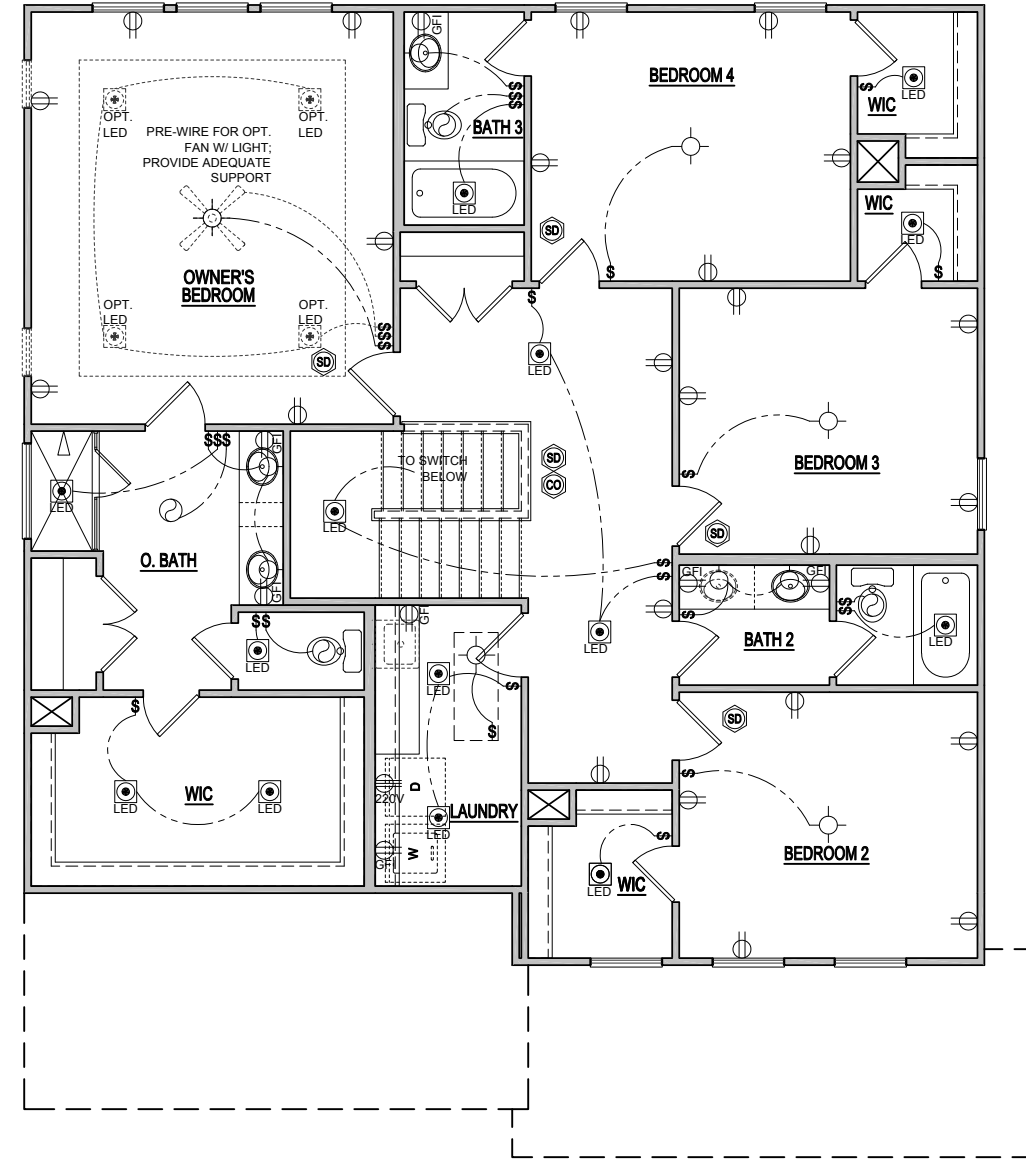 GFI
BEDROOM 4
LED
WIC
OPT.
LED
OPT.
LED
PRE-WIRE FOR OPT.
FAN W/ LIGHT;
PROVIDE ADEQUATE
SUPPORT
$
$
$
$
BATH 3
LED
WIC
LED
SD
OWNER'S
BEDROOM
$
$
$
OPT.
LED
OPT.
LED
$
$
$
SD
LED
$$$
GFI
TO SWITCH
BELOW
SD
CO
BEDROOM 3
$
LED
LED
SD
O. BATH
GFI
$
$
GFI
GFI
$
$
$
$$
LED
GFI
LED
BATH 2
LED
LED
$
$
$
SD
$
LED
WIC
LED
D
220V
LAUNDRY
LED
W
GFI
$
BEDROOM 2
LED
WIC